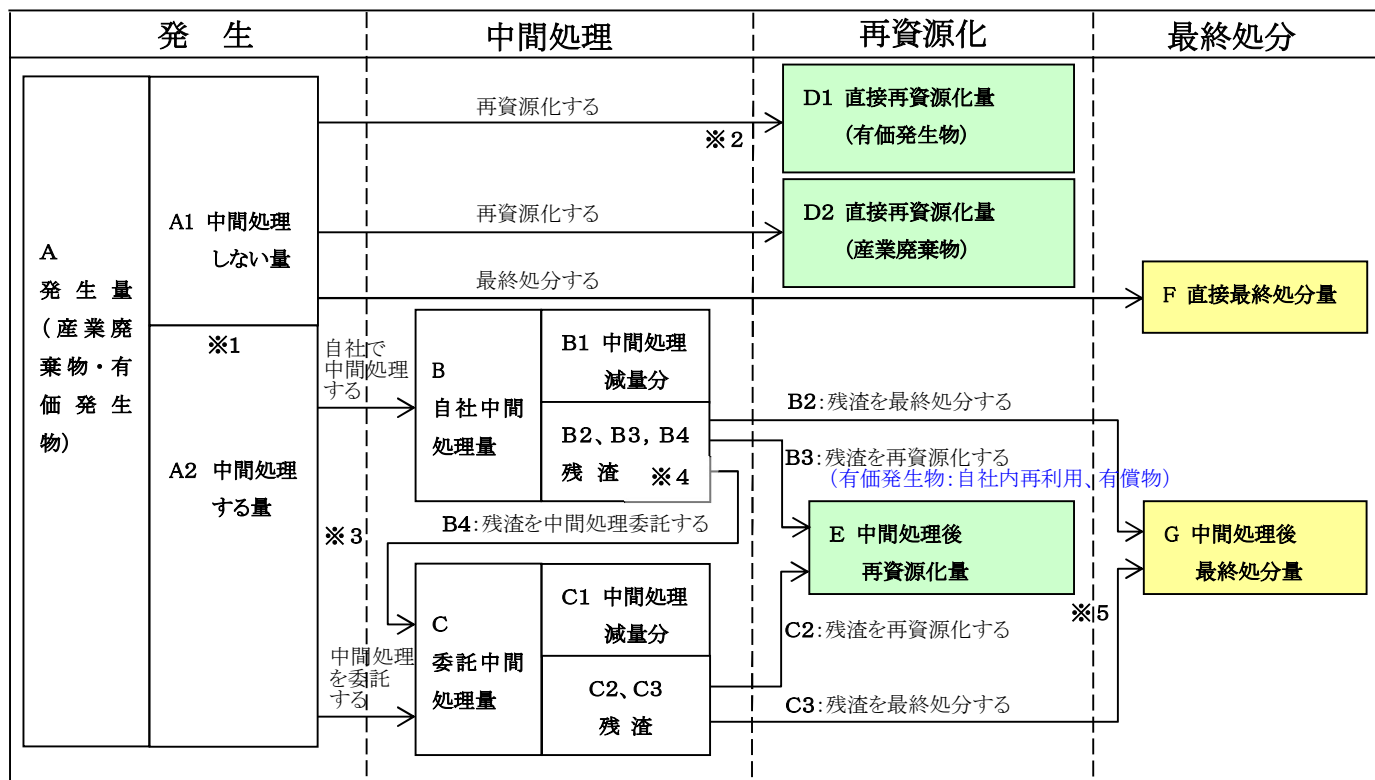 発　生
中間処理
再資源化
最終処分
A
発生量
（産業廃
棄物・有
価発生
物）
A1 中間処理
しない量
※1
A2 中間処理
する量
再資源化する
※2
D1 直接再資源化量
(有価発生物)
再資源化する
D2 直接再資源化量
(産業廃棄物)
最終処分する
F 直接最終処分量
自社で
中間処理
する
※3
中間処理
を委託
する
B
自社中間
処理量
B1 中間処理
減量分
B2、B3，B4
残 渣　※4
B2：残渣を最終処分する
B3：残渣を再資源化する
（有価発生物：自社内再利用、有償物）
B4：残渣を中間処理委託する
E 中間処理後
再資源化量
G 中間処理後
最終処分量
※5
C
委託中間
処理量
C1 中間処理
減量分
C2、C3
残 渣
C2：残渣を再資源化する
C3：残渣を最終処分する